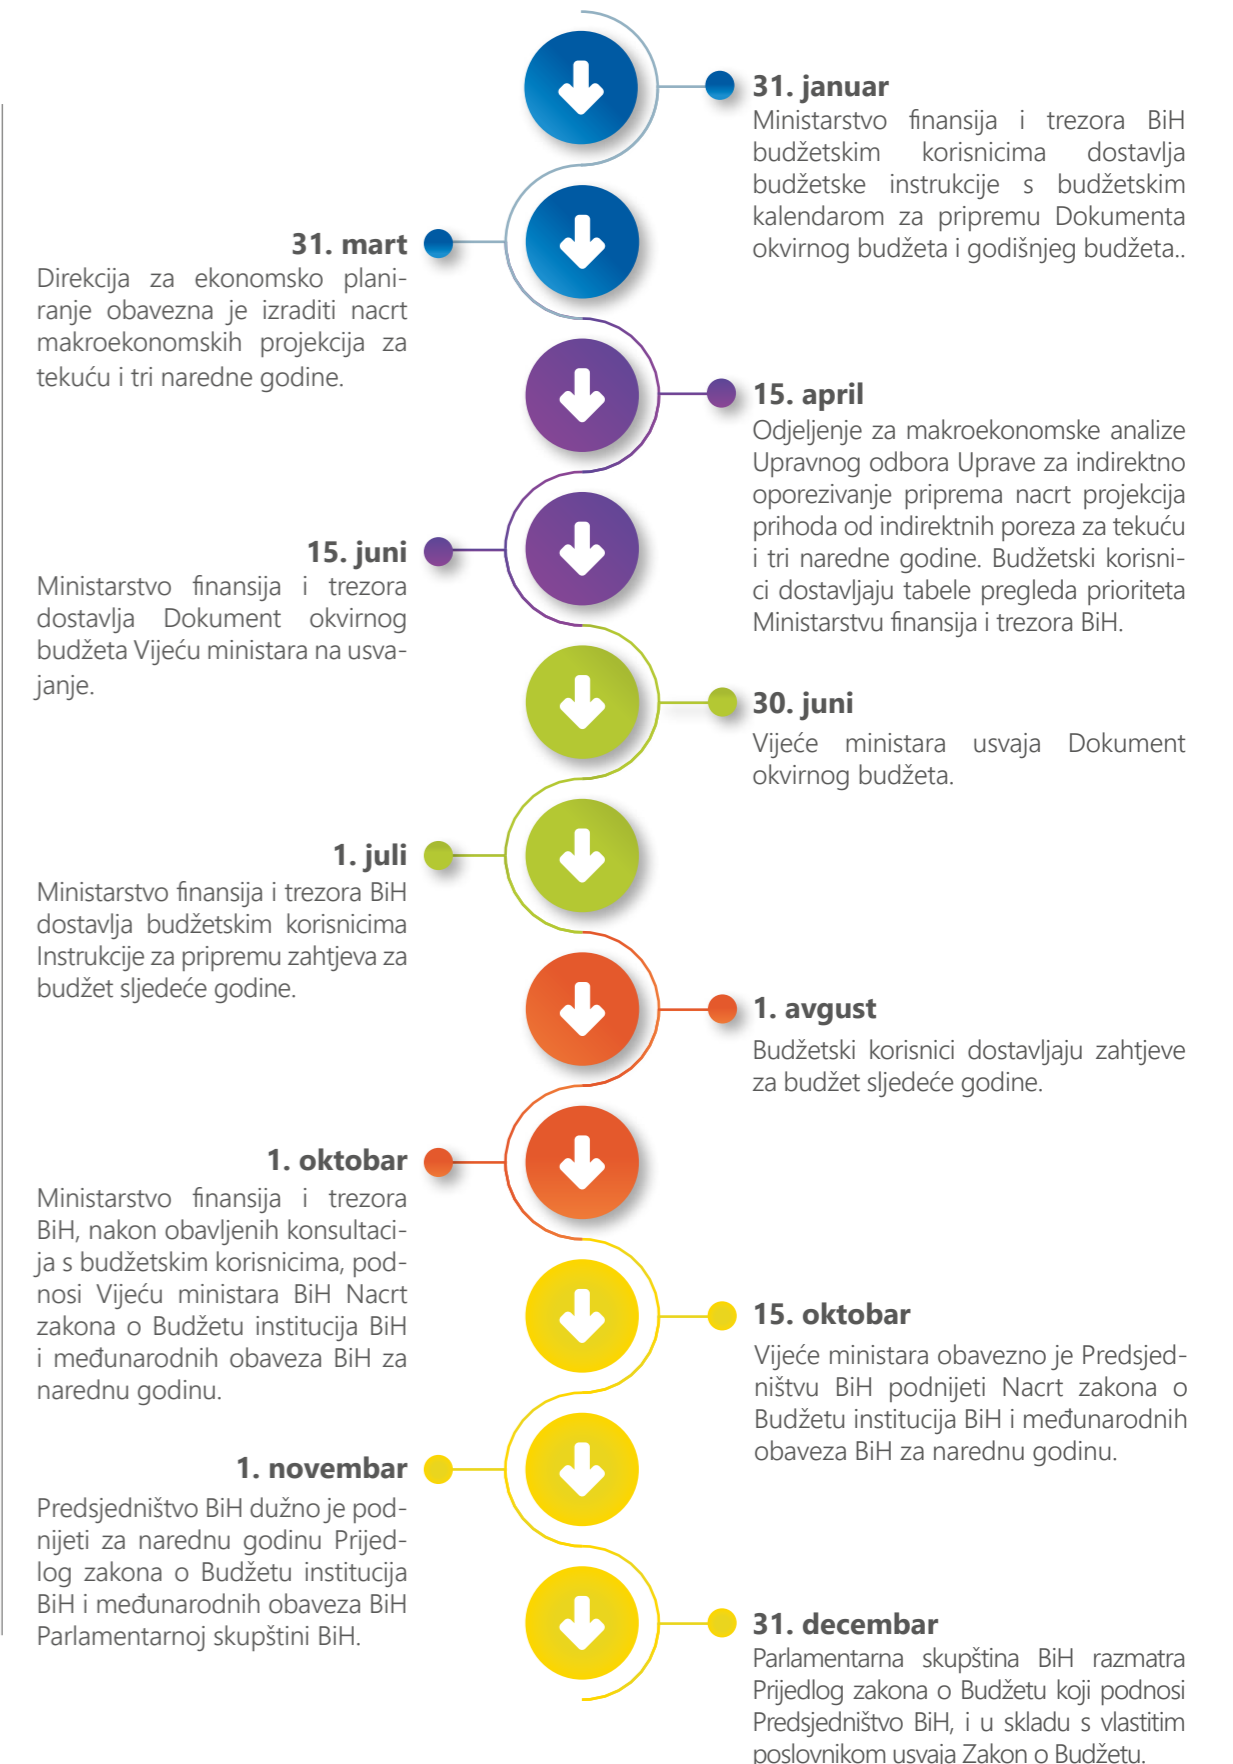 31. januar
Ministarstvo finansija i trezora BiH
budžetskim korisnicima dostavlja
budžetske instrukcije s budžetskim
kalendarom za pripremu Dokumenta
okvirnog budžeta i godišnjeg budžeta..
31. mart
Direkcija za ekonomsko plani-
ranje obavezna je izraditi nacrt
makroekonomskih projekcija za
tekuću i tri naredne godine.
15. april
Odjeljenje za makroekonomske analize
Upravnog odbora Uprave za indirektno
oporezivanje priprema nacrt projekcija
prihoda od indirektnih poreza za tekuću
i tri naredne godine. Budžetski korisni-
ci dostavljaju tabele pregleda prioriteta
Ministarstvu finansija i trezora BiH.
15. juni
Ministarstvo finansija i trezora
dostavlja Dokument okvirnog
budžeta Vijeću ministara na usva-
janje.
30. juni
Vijeće ministara usvaja Dokument
okvirnog budžeta.
1. juli
Ministarstvo finansija i trezora BiH
dostavlja budžetskim korisnicima
Instrukcije za pripremu zahtjeva za
budžet sljedeće godine.
1. avgust
Budžetski korisnici dostavljaju zahtjeve
za budžet sljedeće godine.
1. oktobar
Ministarstvo finansija i trezora
BiH, nakon obavljenih konsultaci-
ja s budžetskim korisnicima, pod-
nosi Vijeću ministara BiH Nacrt
zakona o Budžetu institucija BiH
i međunarodnih obaveza BiH za
narednu godinu.
15. oktobar
Vijeće ministara obavezno je Predsjed-
ništvu BiH podnijeti Nacrt zakona o
Budžetu institucija BiH i međunarodnih
obaveza BiH za narednu godinu.
1. novembar
Predsjedništvo BiH dužno je pod-
nijeti za narednu godinu Prijed-
log zakona o Budžetu institucija
BiH i međunarodnih obaveza BiH
Parlamentarnoj skupštini BiH.
31. decembar
Parlamentarna skupština BiH razmatra
Prijedlog zakona o Budžetu koji podnosi
Predsjedništvo BiH, i u skladu s vlastitim
poslovnikom usvaja Zakon o Budžetu.